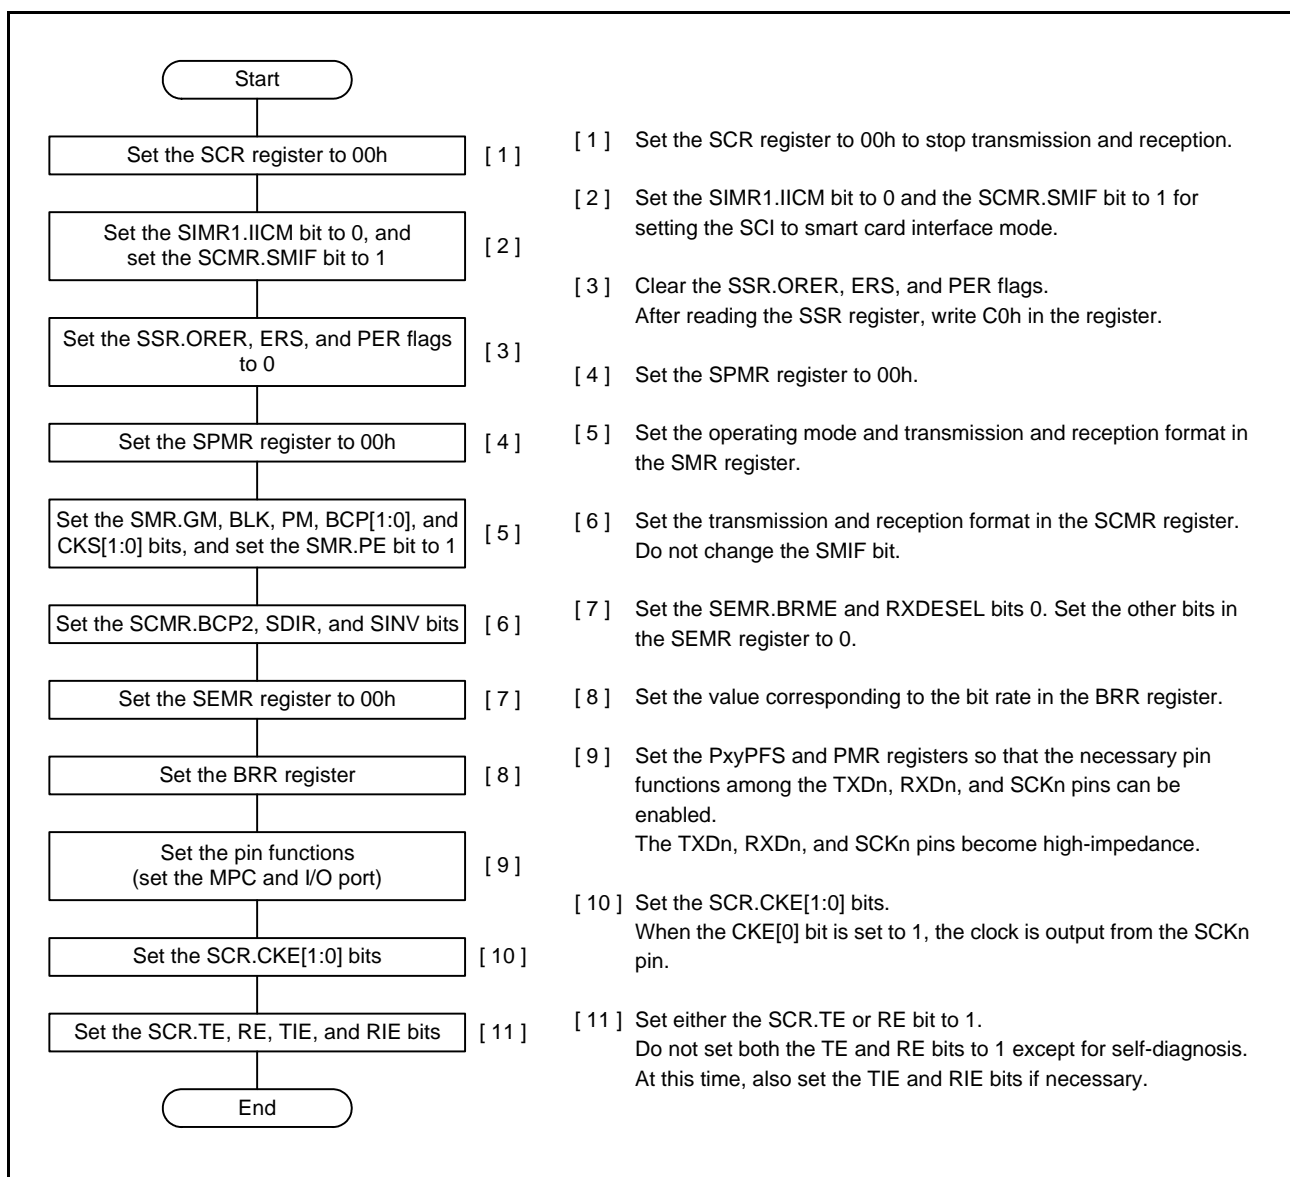 Start
Set the SCR register to 00h
[ 1 ]
Set the SIMR1.IICM bit to 0, and
set the SCMR.SMIF bit to 1
[ 2 ]
Set the SSR.ORER, ERS, and PER flags
to 0
[ 3 ]
Set the SPMR register to 00h
[ 4 ]
Set the SMR.GM, BLK, PM, BCP[1:0], and
CKS[1:0] bits, and set the SMR.PE bit to 1
[ 5 ]
Set the SCMR.BCP2, SDIR, and SINV bits
[ 6 ]
Set the SEMR register to 00h
[ 7 ]
Set the BRR register
[ 8 ]
Set the pin functions
(set the MPC and I/O port)
[ 9 ]
Set the SCR.CKE[1:0] bits
[ 10 ]
Set the SCR.TE, RE, TIE, and RIE bits
[ 11 ]
End
[ 1 ] Set the SCR register to 00h to stop transmission and reception.
[ 2 ] Set the SIMR1.IICM bit to 0 and the SCMR.SMIF bit to 1 for
setting the SCI to smart card interface mode.
[ 3 ] Clear the SSR.ORER, ERS, and PER flags.
After reading the SSR register, write C0h in the register.
[ 4 ] Set the SPMR register to 00h.
[ 5 ] Set the operating mode and transmission and reception format in
the SMR register.
[ 6 ] Set the transmission and reception format in the SCMR register.
Do not change the SMIF bit.
[ 7 ] Set the SEMR.BRME and RXDESEL bits 0. Set the other bits in
the SEMR register to 0.
[ 8 ] Set the value corresponding to the bit rate in the BRR register.
[ 9 ] Set the PxyPFS and PMR registers so that the necessary pin
functions among the TXDn, RXDn, and SCKn pins can be
enabled.
The TXDn, RXDn, and SCKn pins become high-impedance.
[ 10 ] Set the SCR.CKE[1:0] bits.
When the CKE[0] bit is set to 1, the clock is output from the SCKn
pin.
[ 11 ] Set either the SCR.TE or RE bit to 1.
Do not set both the TE and RE bits to 1 except for self-diagnosis.
At this time, also set the TIE and RIE bits if necessary.